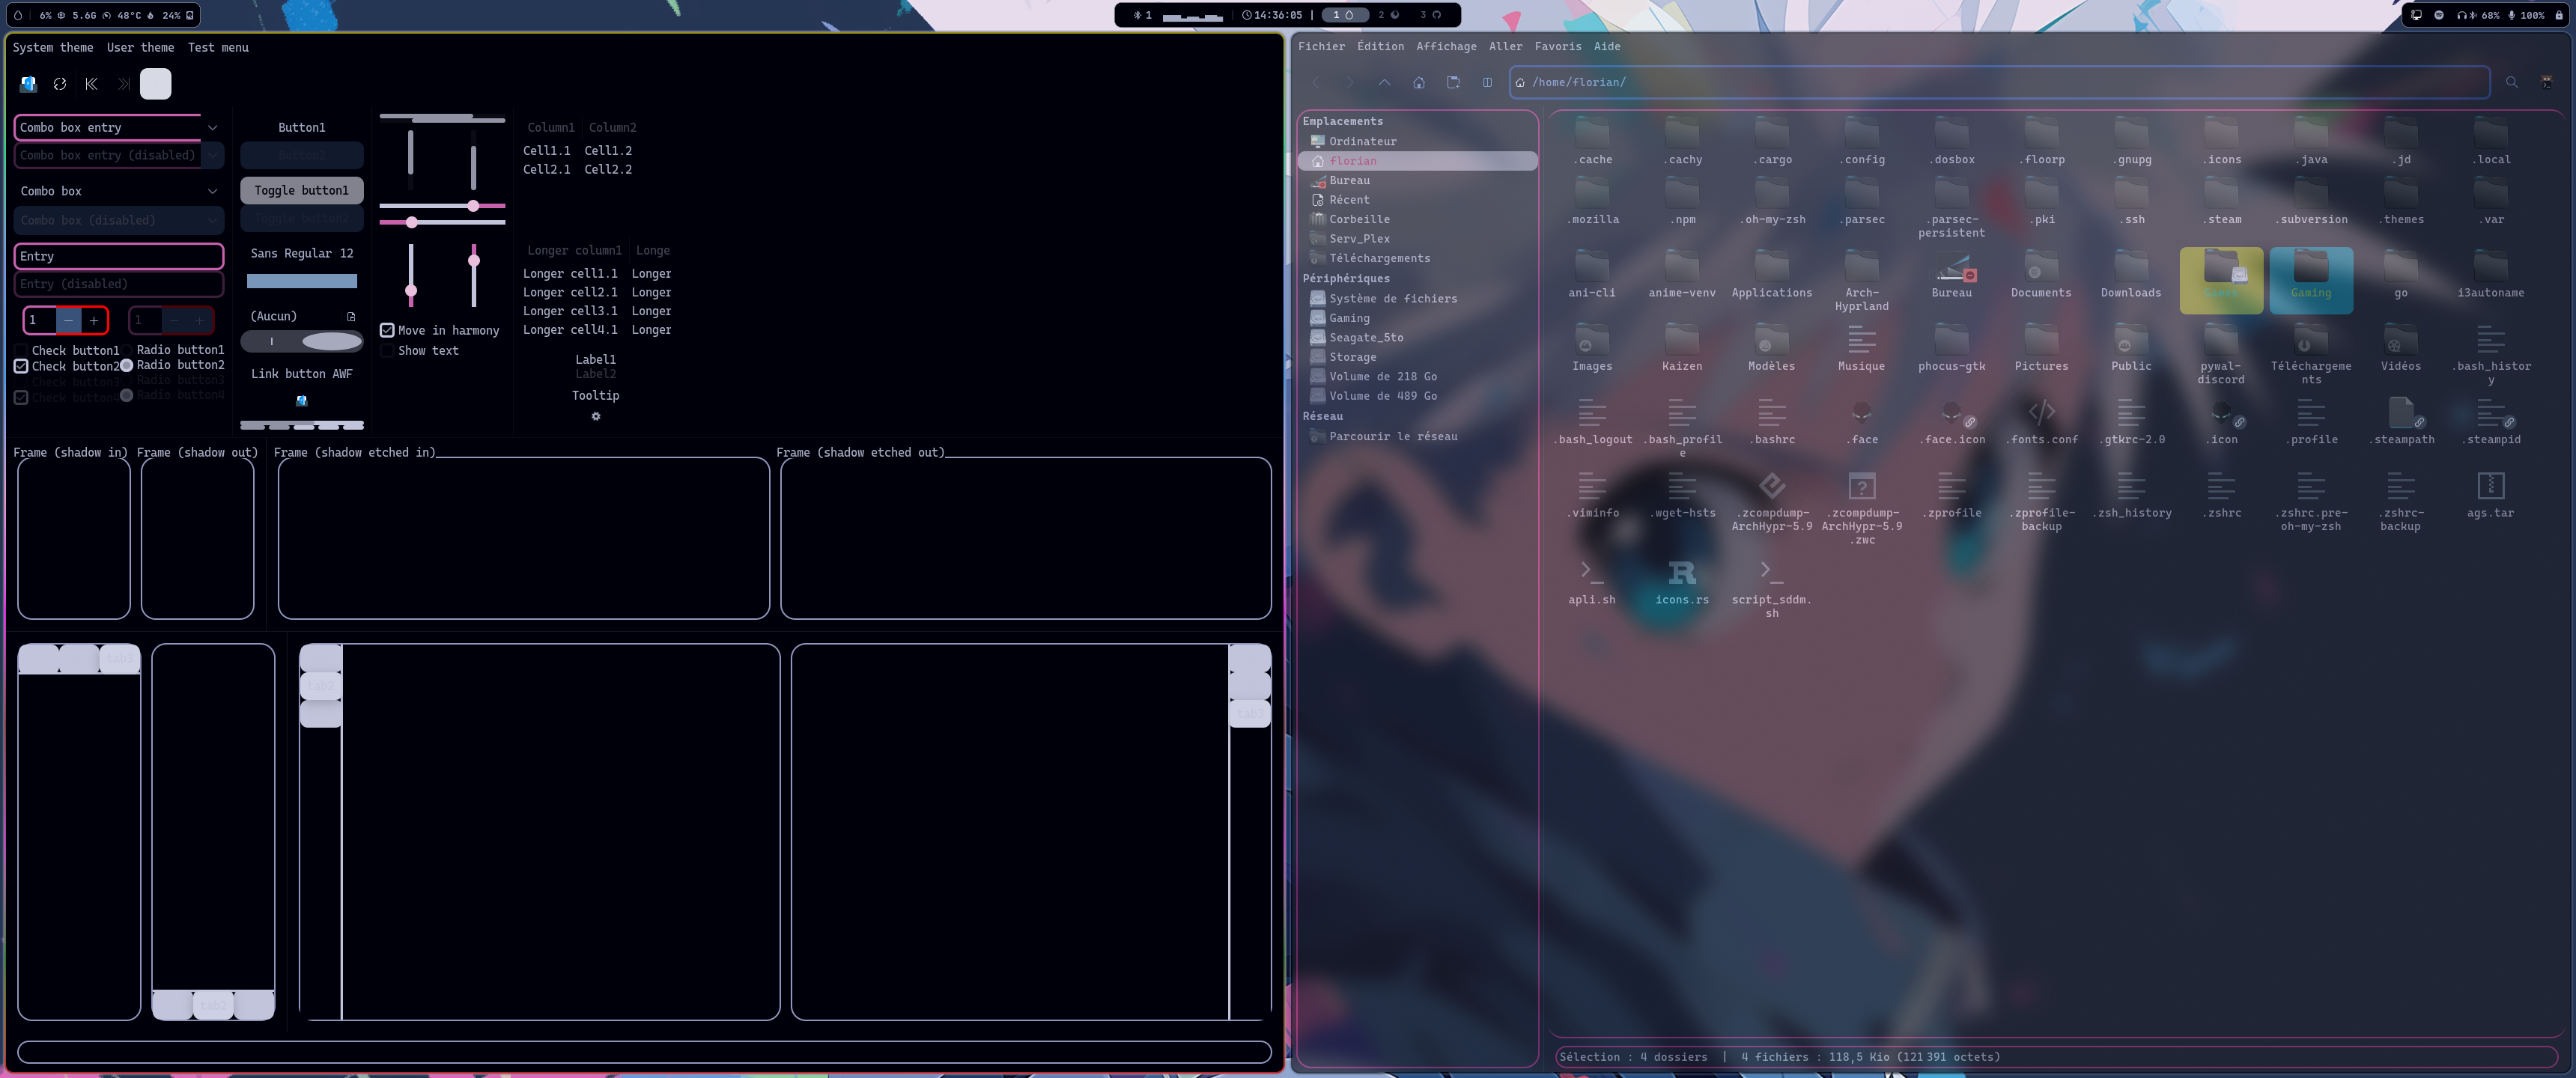 6% 5.6G 48°C 24%
1 14:36:05 | 1 2 3
68% 100%
System theme User theme Test menu
Combo box entry
Combo box entry (disabled)
Combo box
Combo box (disabled)
Entry
Entry (disabled)
1 − +
1 − +
Check button1 Radio button1
Check button2 Radio button2
Check button3 Radio button3
Check button4 Radio button4
Button1
Button2
Toggle button1
Toggle button2
Sans Regular 12
(Aucun)
Link button AWF
Move in harmony
Show text
Column1 Column2
Cell1.1 Cell1.2
Cell2.1 Cell2.2
Longer column1 Longe
Longer cell1.1 Longer
Longer cell2.1 Longer
Longer cell3.1 Longer
Longer cell4.1 Longer
Label1
Label2
Tooltip
Frame (shadow in) Frame (shadow out) Frame (shadow etched in) Frame (shadow etched out)
tab3
tab2
tab2
Fichier Édition Affichage Aller Favoris Aide
/home/florian/
Emplacements
Ordinateur
florian
Bureau
Récent
Corbeille
Serv_Plex
Téléchargements
Périphériques
Système de fichiers
Gaming
Seagate_5to
Storage
Volume de 218 Go
Volume de 489 Go
Réseau
Parcourir le réseau
.cache .cachy .cargo .config .dosbox .floorp .gnupg .icons .java .jd .local
.mozilla .npm .oh-my-zsh .parsec .parsec- .pki .ssh .steam .subversion .themes .var
persistent
ani-cli anime-venv Applications Arch- Bureau Documents Downloads Gaming go i3autoname
Hyprland
Images Kaizen Modèles Musique phocus-gtk Pictures Public pywal- Téléchargeme Vidéos .bash_histor
discord nts y
.bash_logout .bash_profil .bashrc .face .face.icon .fonts.conf .gtkrc-2.0 .icon .profile .steampath .steampid
e
.viminfo .wget-hsts .zcompdump- .zcompdump- .zprofile .zprofile- .zsh_history .zshrc .zshrc.pre- .zshrc- ags.tar
ArchHypr-5.9 ArchHypr-5.9 backup oh-my-zsh backup
.zwc
apli.sh icons.rs script_sddm.
sh
Sélection : 4 dossiers | 4 fichiers : 118,5 Kio (121 391 octets)